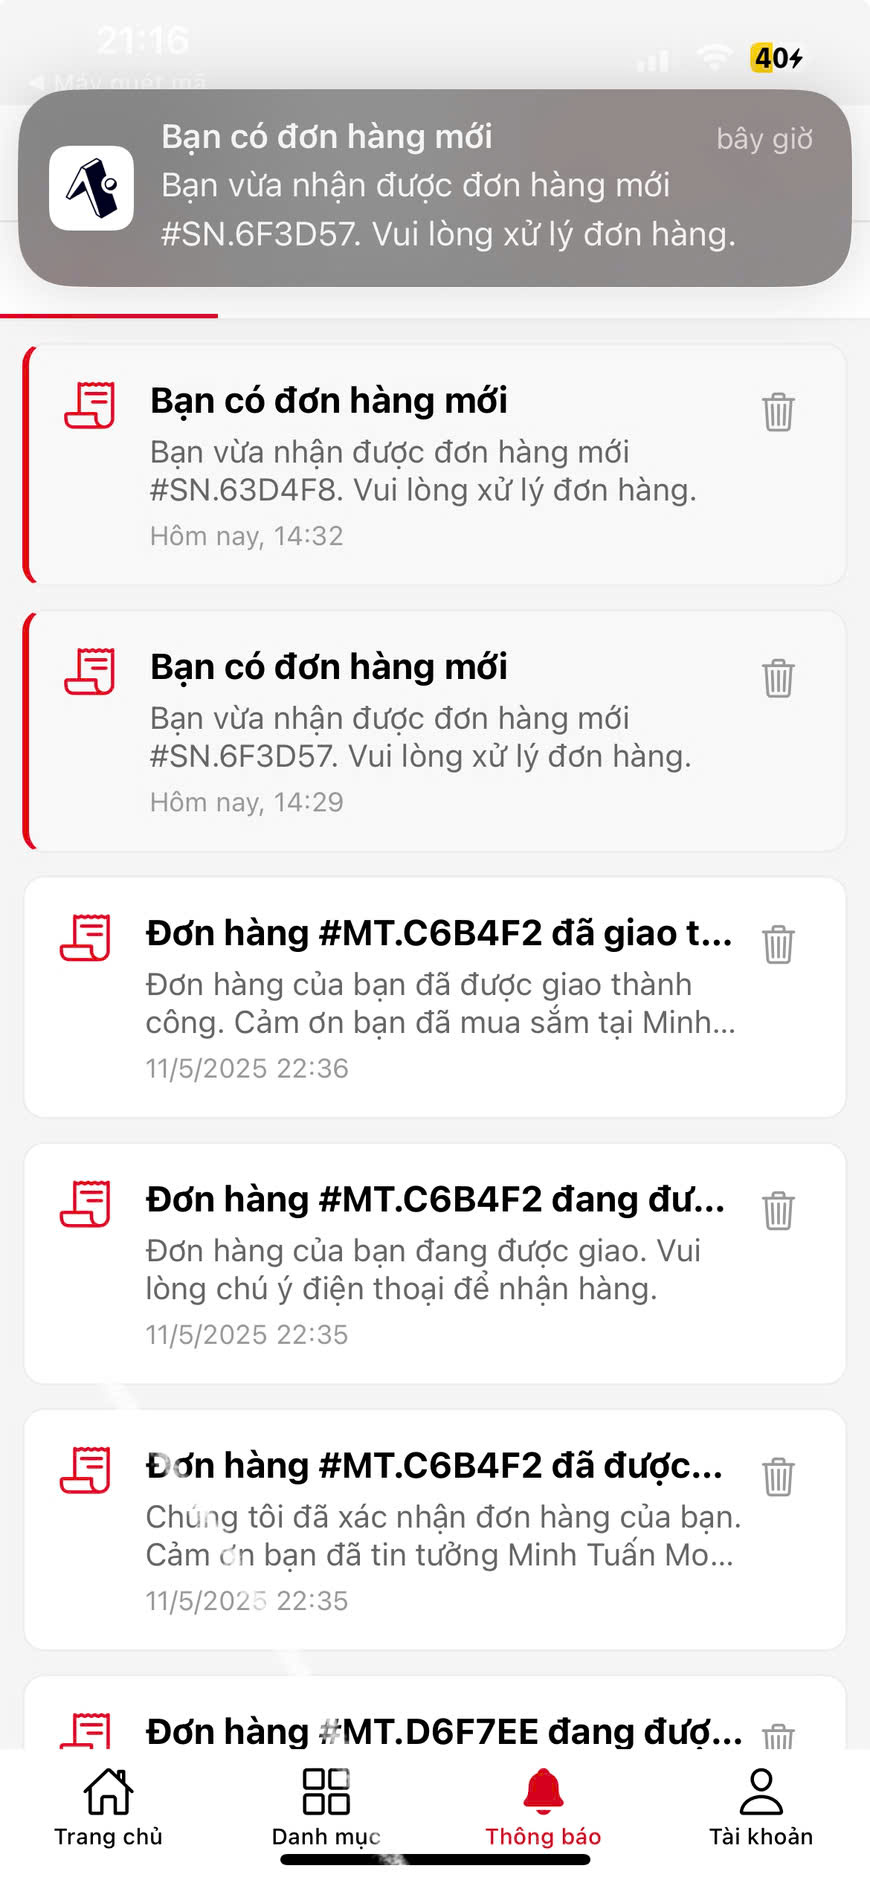 21:16
40
◀ Máy quét mã
Bạn có đơn hàng mới
bây giờ
Bạn vừa nhận được đơn hàng mới
#SN.6F3D57. Vui lòng xử lý đơn hàng.
Bạn có đơn hàng mới
Bạn vừa nhận được đơn hàng mới
#SN.63D4F8. Vui lòng xử lý đơn hàng.
Hôm nay, 14:32
Bạn có đơn hàng mới
Bạn vừa nhận được đơn hàng mới
#SN.6F3D57. Vui lòng xử lý đơn hàng.
Hôm nay, 14:29
Đơn hàng #MT.C6B4F2 đã giao t...
Đơn hàng của bạn đã được giao thành
công. Cảm ơn bạn đã mua sắm tại Minh...
11/5/2025 22:36
Đơn hàng #MT.C6B4F2 đang đư...
Đơn hàng của bạn đang được giao. Vui
lòng chú ý điện thoại để nhận hàng.
11/5/2025 22:35
Đơn hàng #MT.C6B4F2 đã được...
Chúng tôi đã xác nhận đơn hàng của bạn.
Cảm ơn bạn đã tin tưởng Minh Tuấn Mo...
11/5/2025 22:35
Đơn hàng #MT.D6F7EE đang đượ...
Trang chủ
Danh mục
Thông báo
Tài khoản